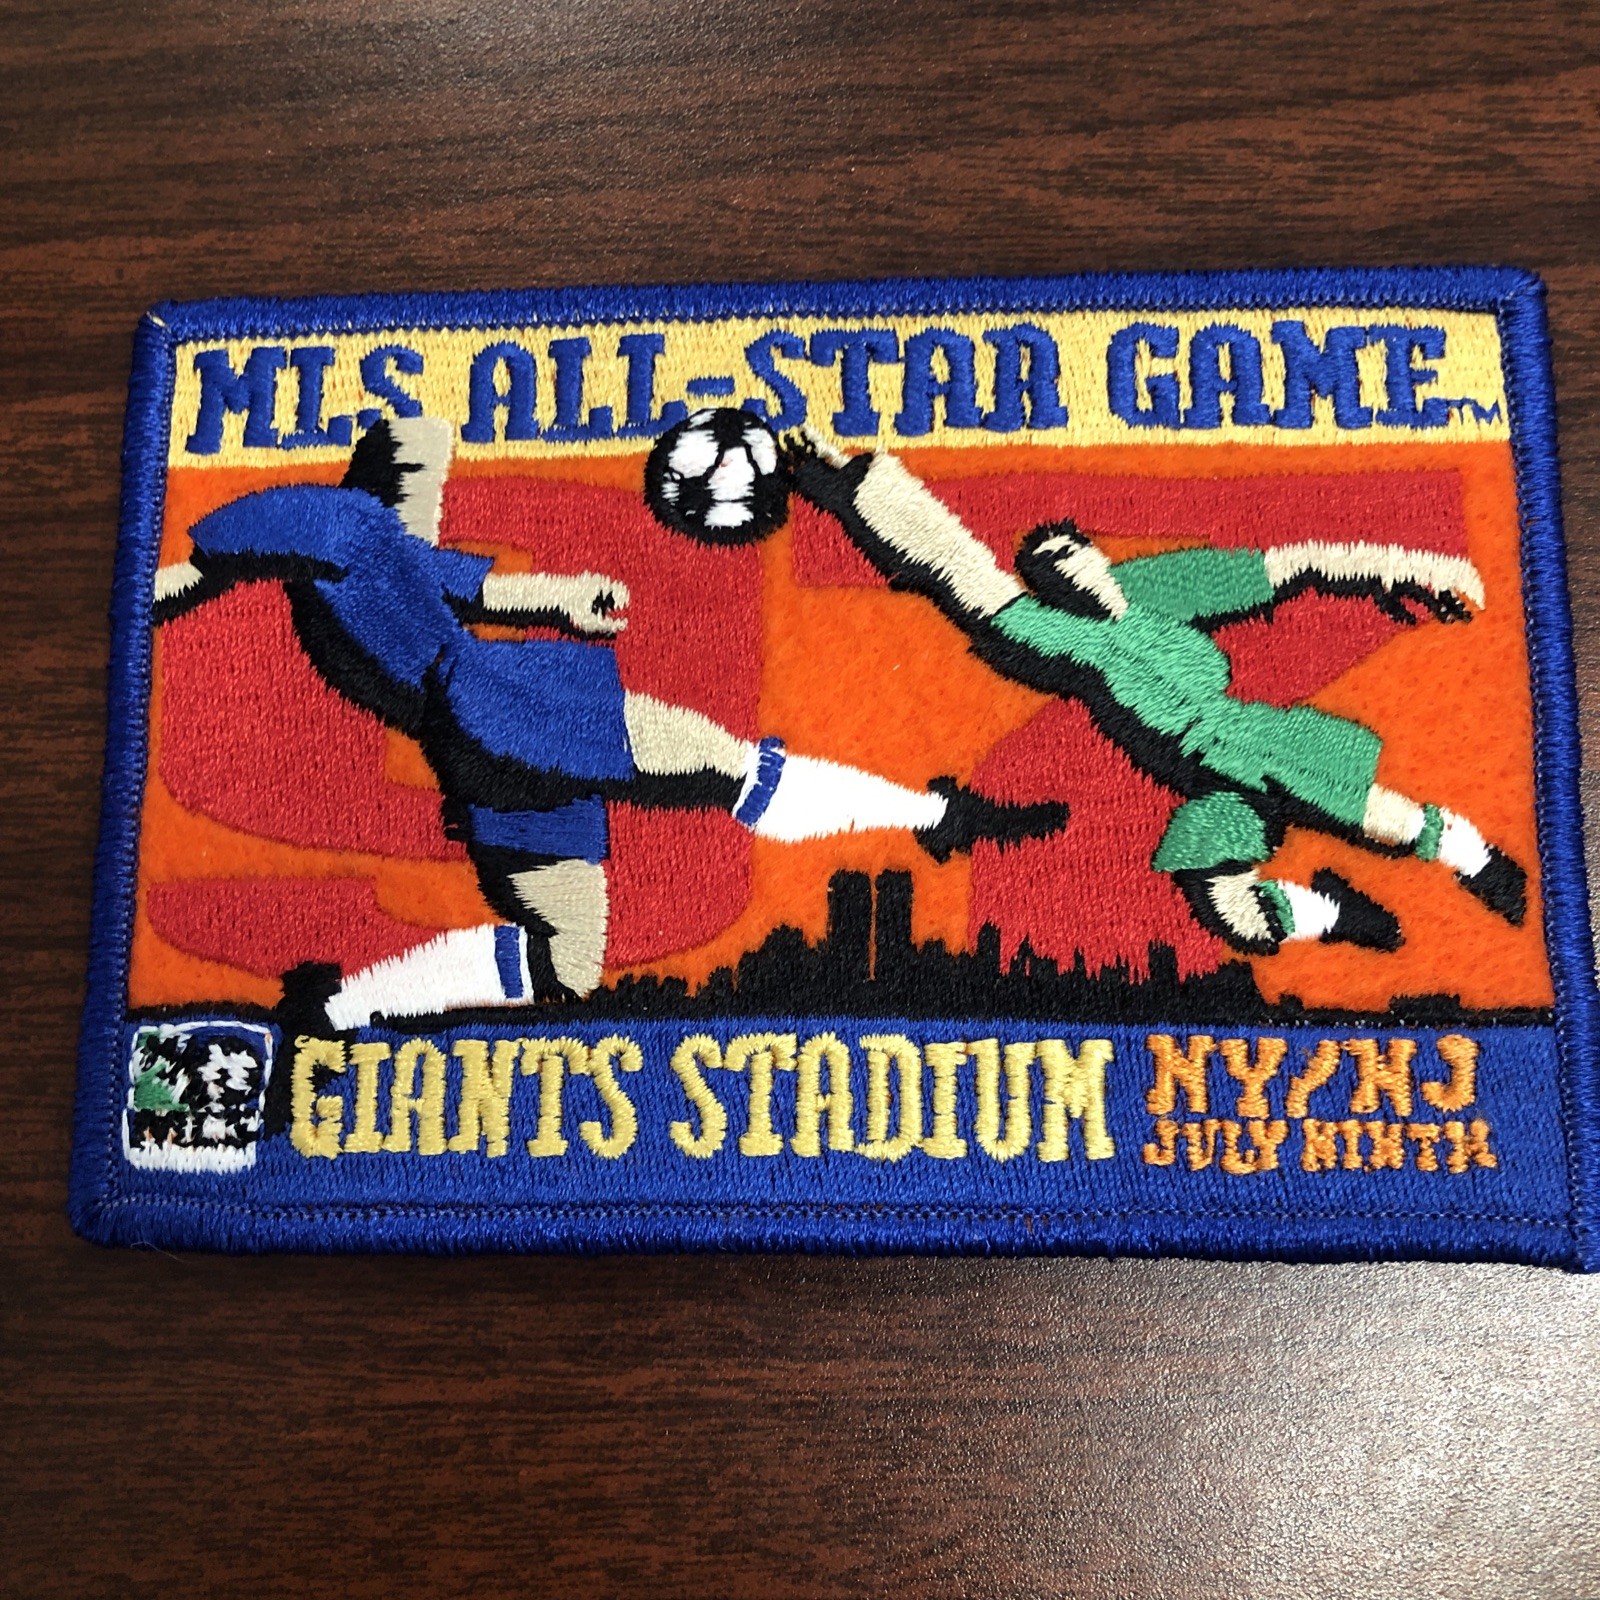 MLS ALL-STAR GAME™
GIANTS STADIUM
NY/NJ
JULY NINTH